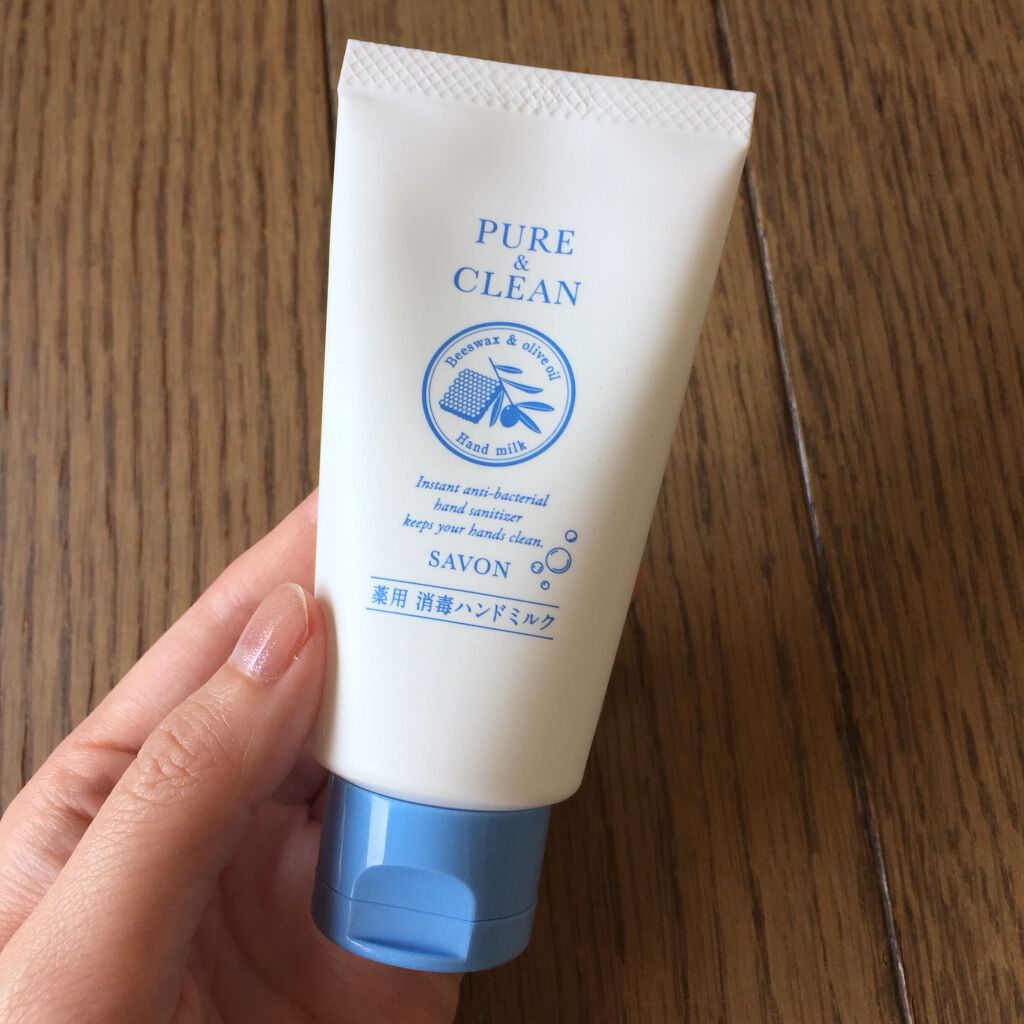 PURE
&
CLEAN
Beeswax & olive oil
Hand milk
Instant anti-bacterial
hand sanitizer
keeps your hands clean.
SAVON
薬用 消毒ハンドミルク